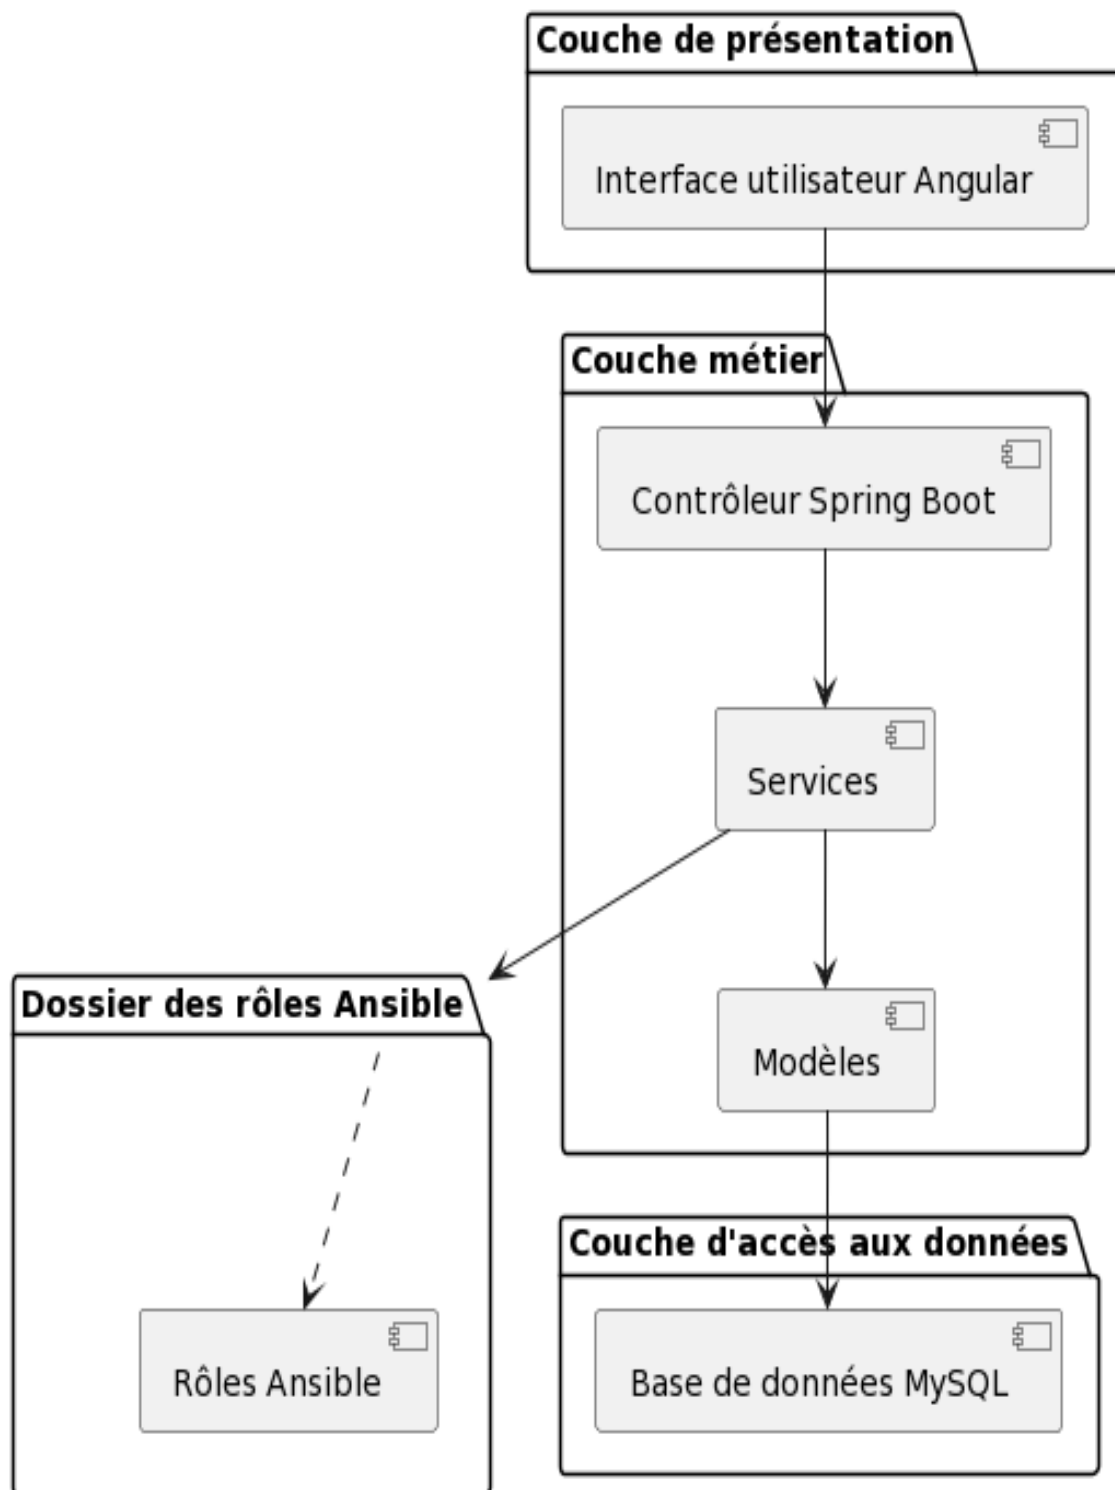 Couche de présentation
Interface utilisateur Angular
Couche métier
Contrôleur Spring Boot
Services
Dossier des rôles Ansible
Modèles
Couche d'accès aux données
Rôles Ansible
Base de données MySQL